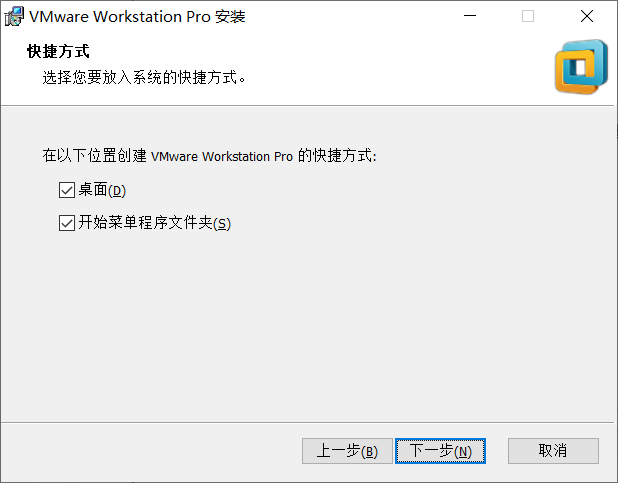 VMware Workstation Pro 安装
快捷方式
选择您要放入系统的快捷方式。
在以下位置创建 VMware Workstation Pro 的快捷方式:
桌面(D)
开始菜单程序文件夹(S)
上一步(B) 下一步(N) 取消